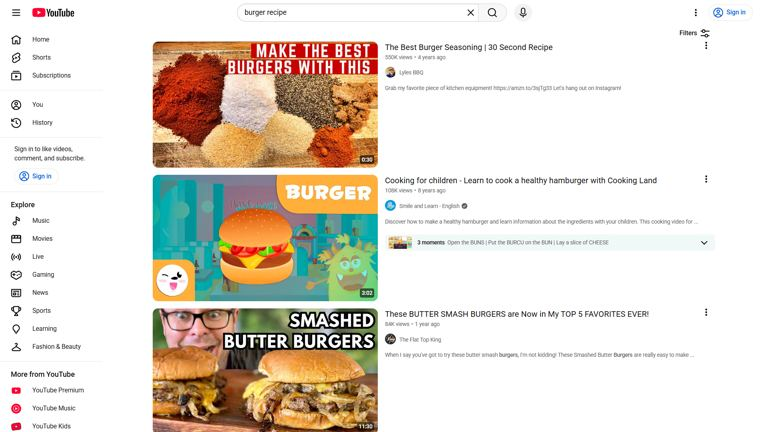 YouTube
burger recipe
Sign in
Filters
Home
Shorts
Subscriptions
You
History
Sign in to like videos,
comment, and subscribe.
Sign in
Explore
Music
Movies
Live
Gaming
News
Sports
Learning
Fashion & Beauty
More from YouTube
YouTube Premium
YouTube Music
YouTube Kids
MAKE THE BEST
BURGERS WITH THIS
0:30
The Best Burger Seasoning | 30 Second Recipe
550K views • 4 years ago
Lyles BBQ
Grab my favorite piece of kitchen equipment! https://amzn.to/3sjTg33 Let's hang out on Instagram!
BURGER
3:02
Cooking for children - Learn to cook a healthy hamburger with Cooking Land
108K views • 8 years ago
Smile and Learn - English
Discover how to make a healthy hamburger and learn information about the ingredients with your children. This cooking video for ...
3 moments Open the BUNS | Put the BURCU on the BUN | Lay a slice of CHEESE
SMASHED
BUTTER BURGERS
11:30
These BUTTER SMASH BURGERS are Now in My TOP 5 FAVORITES EVER!
84K views • 1 year ago
The Flat Top King
When I say you've got to try these butter smash burgers, I'm not kidding! These Smashed Butter Burgers are really easy to make ...